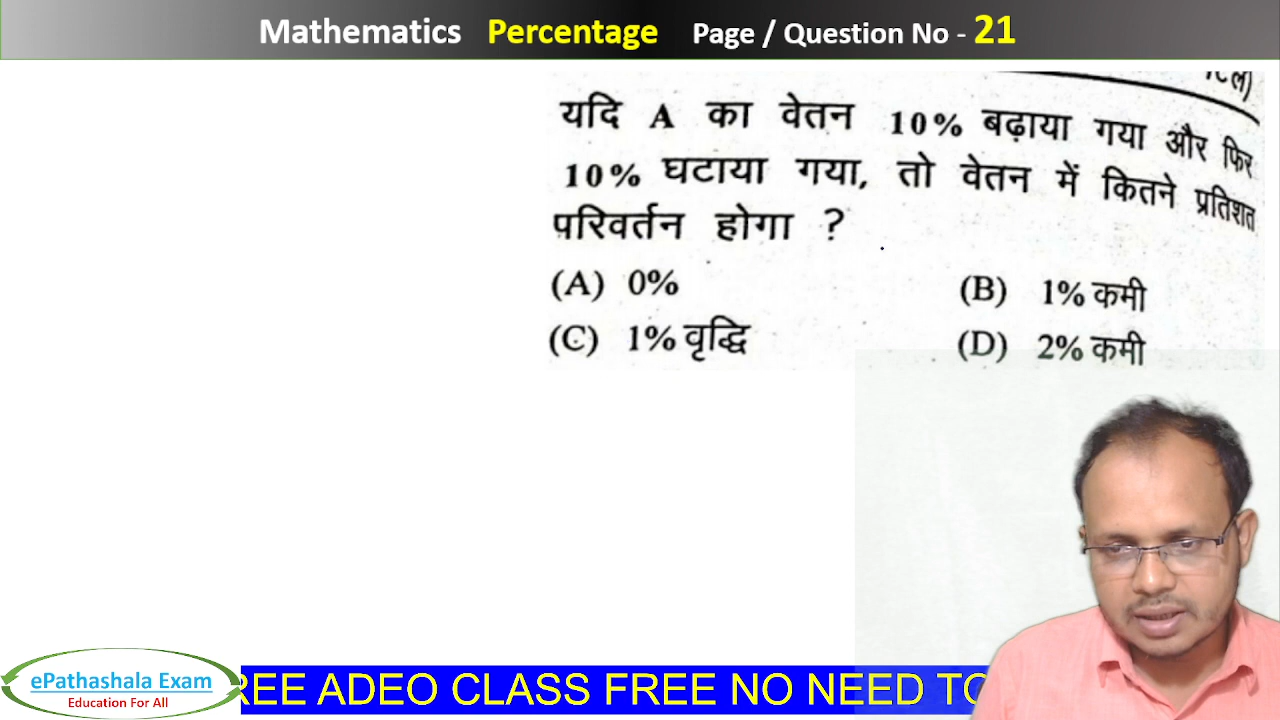 Mathematics Percentage Page / Question No - 21
यदि A का वेतन 10% बढ़ाया गया और फिर
10% घटाया गया, तो वेतन में कितने प्रतिशत
परिवर्तन होगा ?
(A) 0% (B) 1% कमी
(C) 1% वृद्धि (D) 2% कमी
ePathashala Exam
Education For All
REE ADEO CLASS FREE NO NEED TO